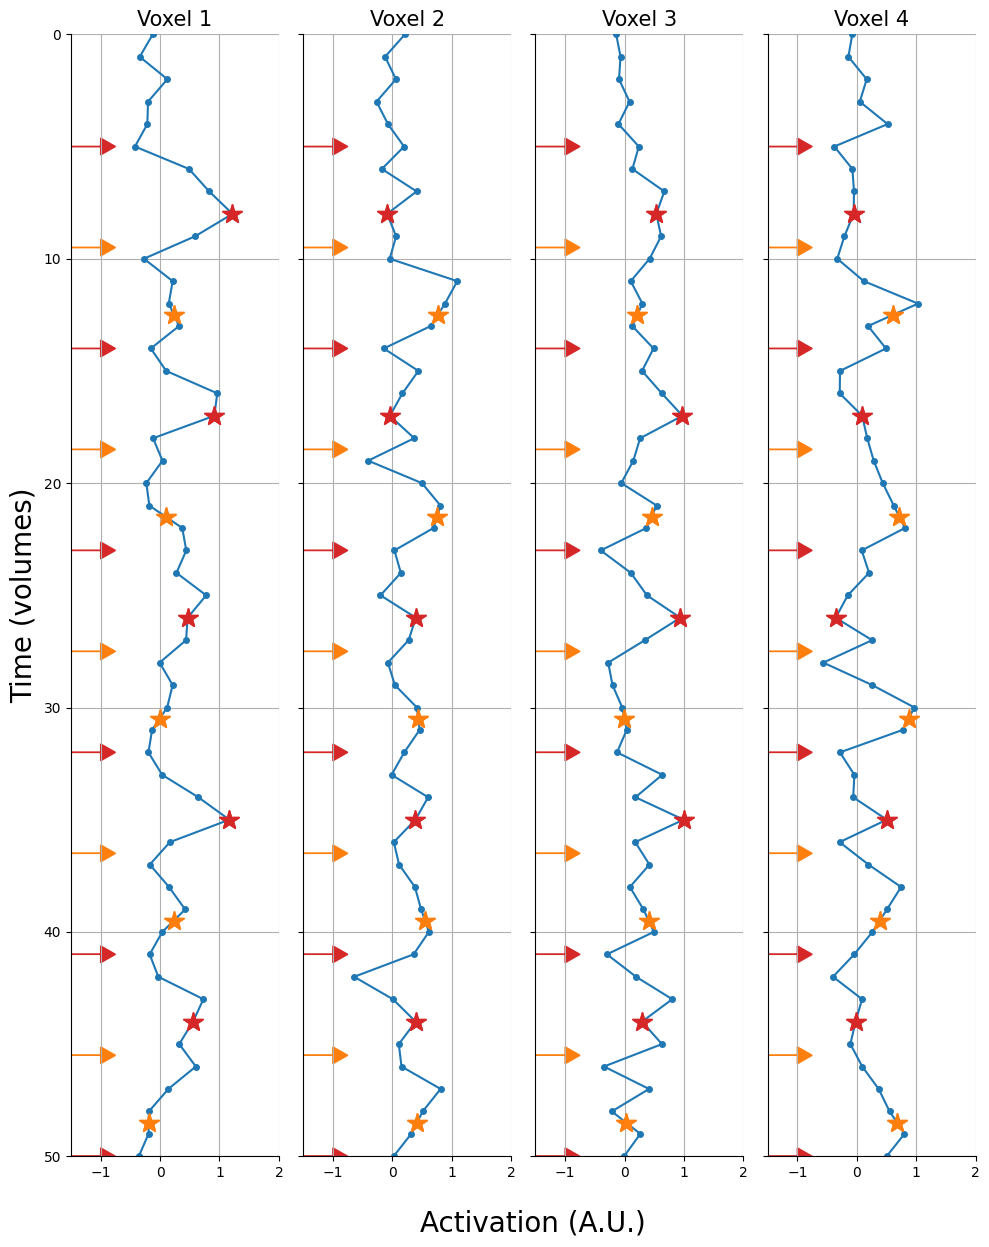 Voxel 1 Voxel 2 Voxel 3 Voxel 4
0
10
20
30
40
50
Time (volumes)
−1 0 1 2 −1 0 1 2 −1 0 1 2 −1 0 1 2
Activation (A.U.)